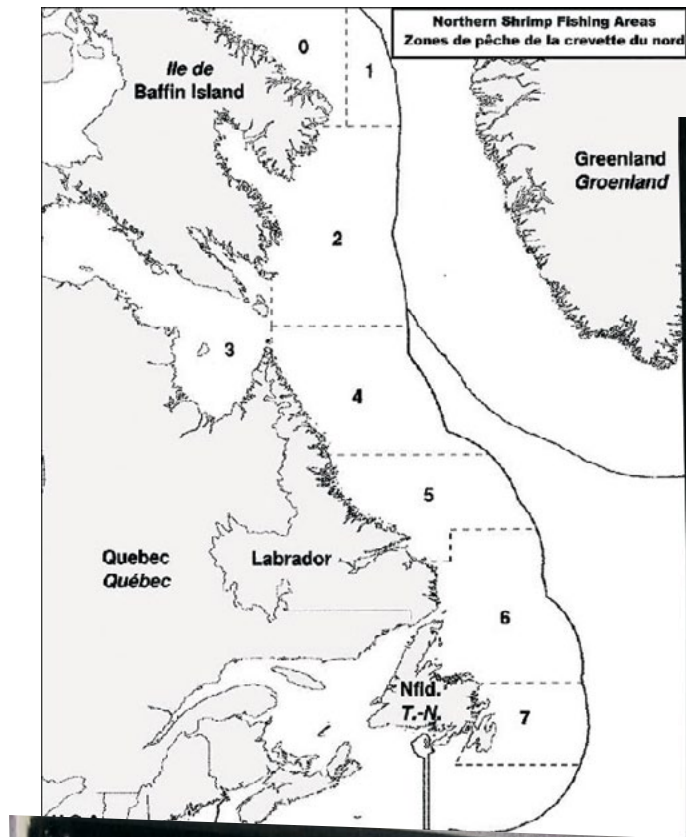 Northern Shrimp Fishing Areas
Zones de pêche de la crevette du nord
0
1
Ile de
Baffin Island
Greenland
Groenland
2
3
4
5
Quebec
Québec
Labrador
6
Nfld.
T.-N.
7